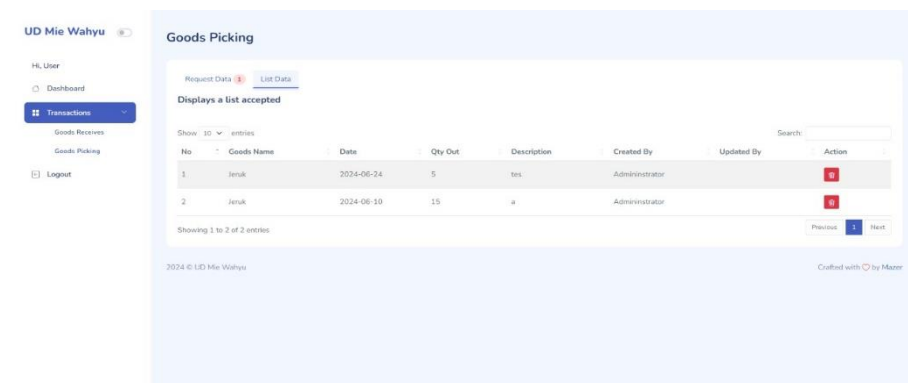 UD Mie Wahyu
Hi, User
Dashboard
Transactions
Goods Receives
Goods Picking
Logout
Goods Picking
Request Data 1 List Data
Displays a list accepted
Show 10 entries Search:
No Goods Name Date Qty Out Description Created By Updated By Action
1 Jeruk 2024-06-24 5 tes Admininstrator
2 Jeruk 2024-06-10 15 a Admininstrator
Showing 1 to 2 of 2 entries Previous 1 Next
2024 © UD Mie Wahyu Crafted with by Mazer